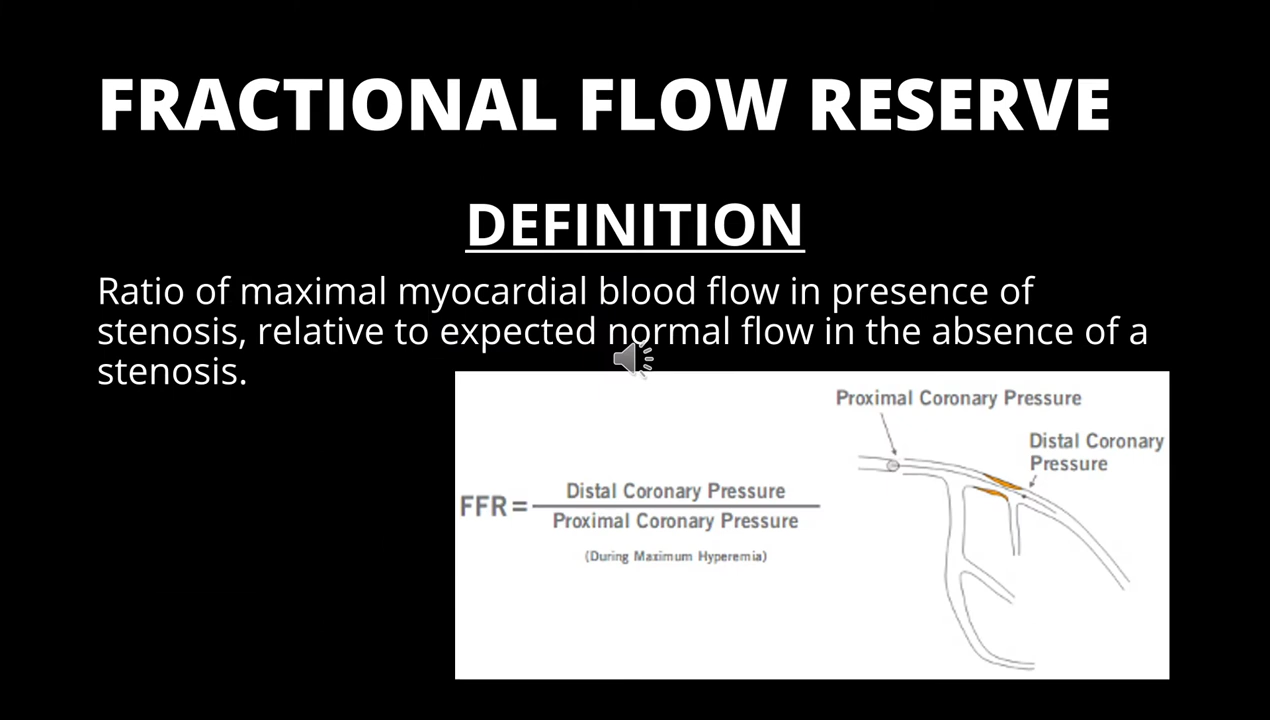 FRACTIONAL FLOW RESERVE
DEFINITION
Ratio of maximal myocardial blood flow in presence of
stenosis, relative to expected normal flow in the absence of a
stenosis.
Proximal Coronary Pressure
Distal Coronary
Pressure
FFR =
Distal Coronary Pressure
Proximal Coronary Pressure
(During Maximum Hyperemia)